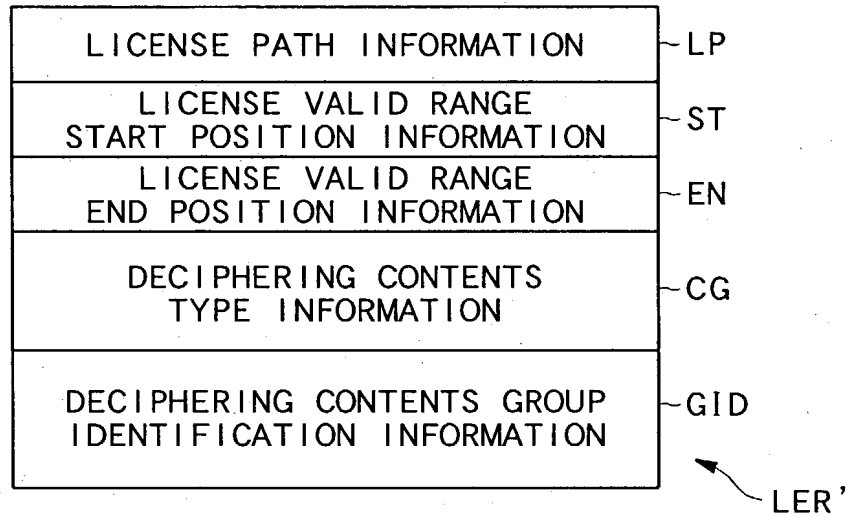 LICENSE PATH INFORMATION ~LP
LICENSE VALID RANGE
START POSITION INFORMATION ~ST
LICENSE VALID RANGE
END POSITION INFORMATION ~EN
DECIPHERING CONTENTS
TYPE INFORMATION ~CG
DECIPHERING CONTENTS GROUP
IDENTIFICATION INFORMATION ~GID
LER'